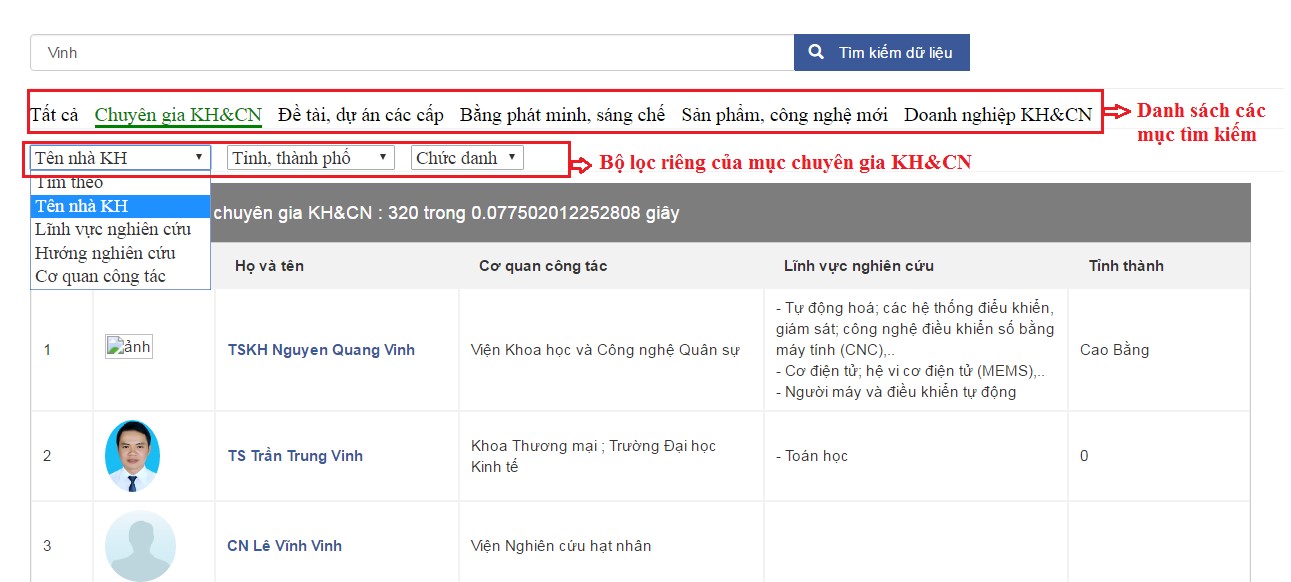 Vinh
Tìm kiếm dữ liệu
Tất cả Chuyên gia KH&CN Đề tài, dự án các cấp Bằng phát minh, sáng chế Sản phẩm, công nghệ mới Doanh nghiệp KH&CN
Danh sách các
mục tìm kiếm
Tên nhà KH Tỉnh, thành phố Chức danh
Bộ lọc riêng của mục chuyên gia KH&CN
Tìm theo
Tên nhà KH
Lĩnh vực nghiên cứu
Hướng nghiên cứu
Cơ quan công tác
chuyên gia KH&CN : 320 trong 0.077502012252808 giây
Họ và tên Cơ quan công tác Lĩnh vực nghiên cứu Tỉnh thành
1 ảnh TSKH Nguyen Quang Vinh Viện Khoa học và Công nghệ Quân sự
- Tự động hoá; các hệ thống điểu khiển,
giám sát; công nghệ điều khiển số bằng
máy tính (CNC),..
- Cơ điện tử; hệ vi cơ điện tử (MEMS),..
- Người máy và điều khiển tự động
Cao Bằng
2 TS Trần Trung Vinh
Khoa Thương mại ; Trường Đại học
Kinh tế
- Toán học
0
3 CN Lê Vĩnh Vinh Viện Nghiên cứu hạt nhân